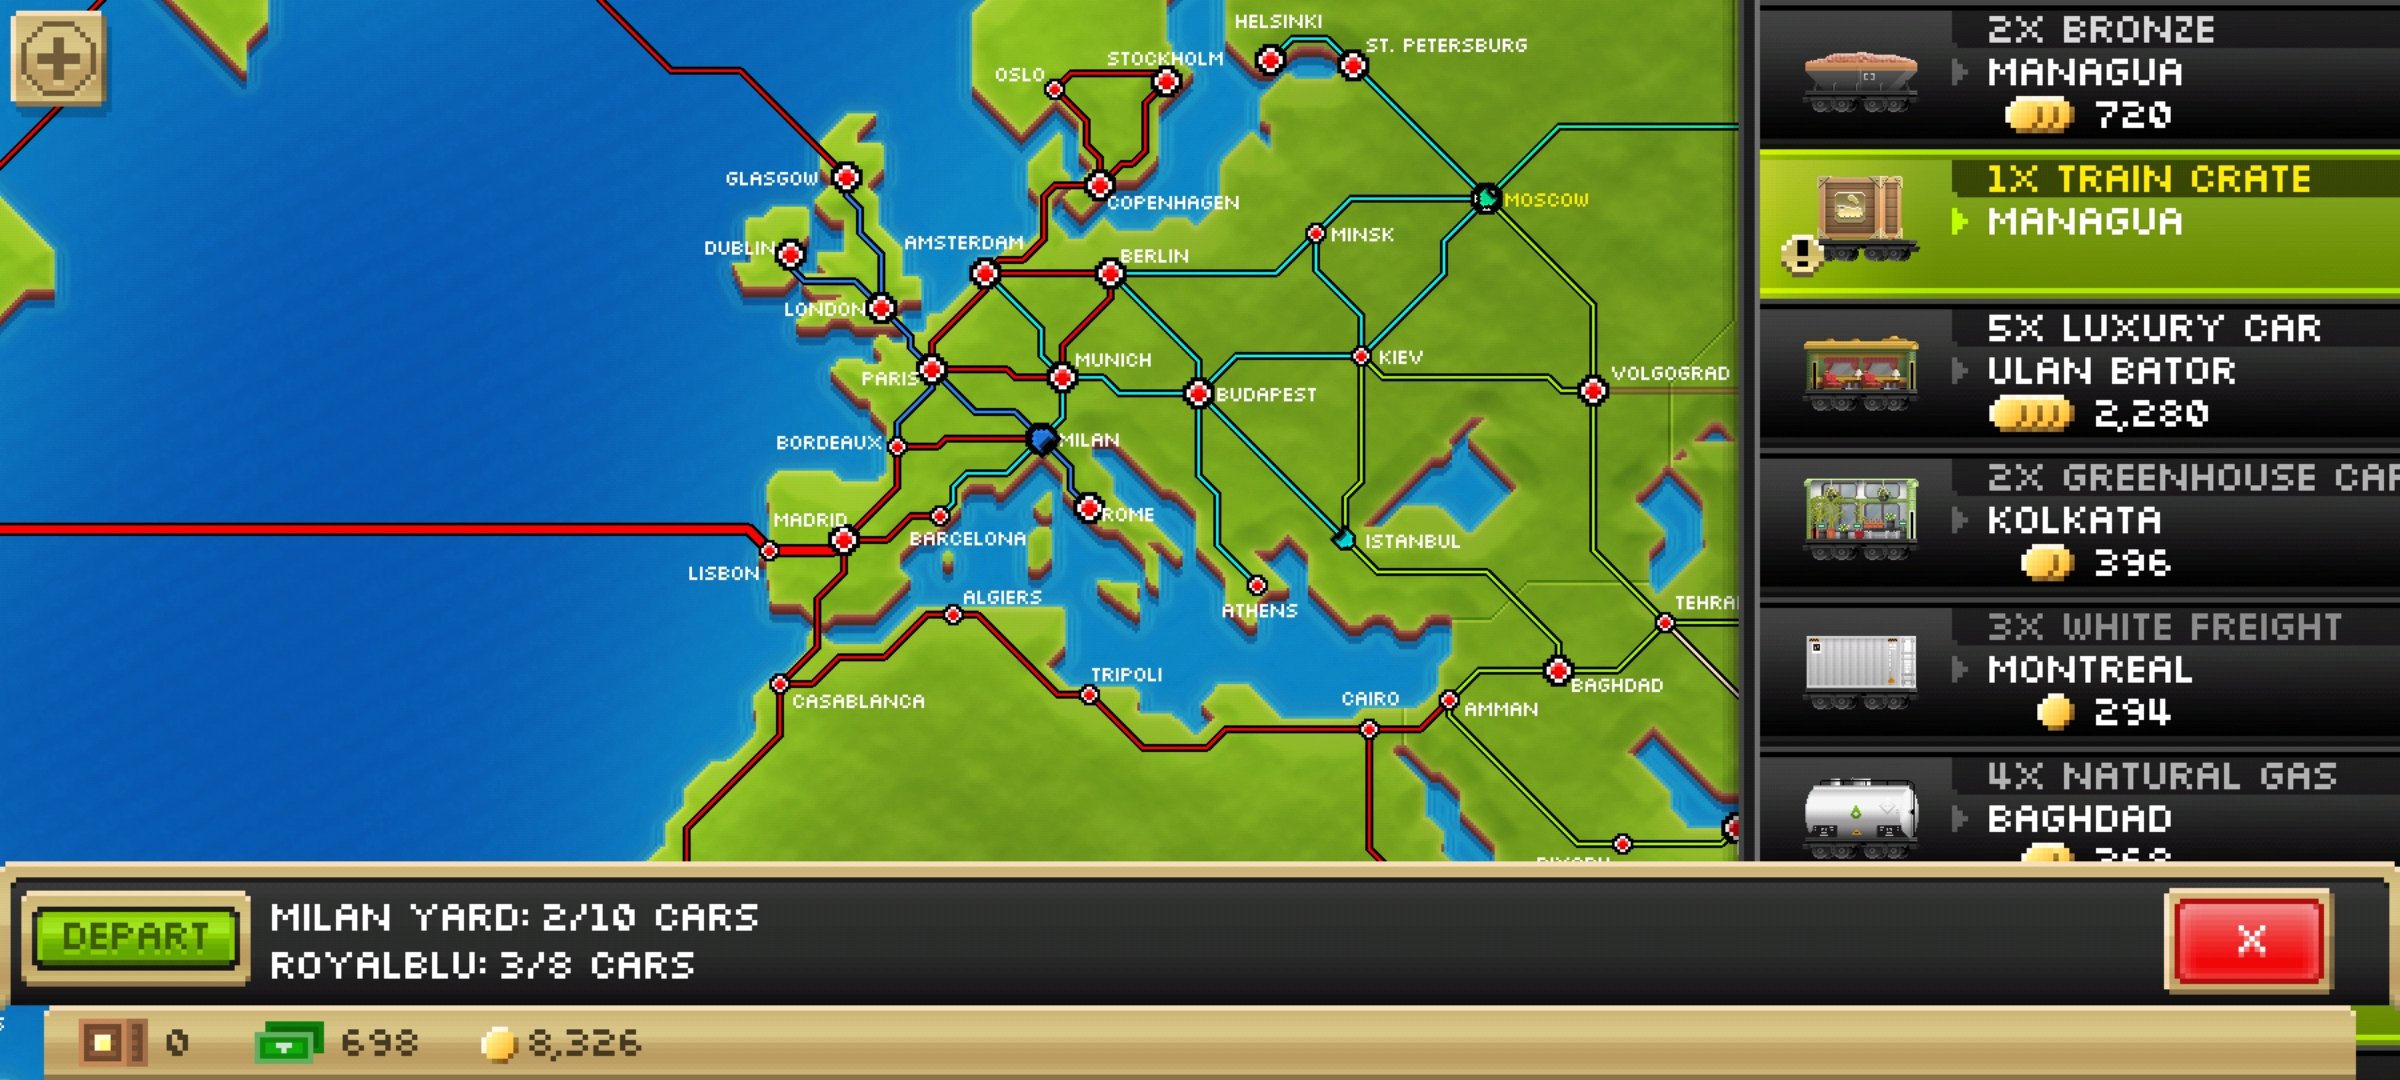 HELSINKI
ST. PETERSBURG
STOCKHOLM
OSLO
GLASGOW
COPENHAGEN
MOSCOW
MINSK
DUBLIN
AMSTERDAM
BERLIN
LONDON
PARIS
MUNICH
KIEV
VOLGOGRAD
BUDAPEST
BORDEAUX
MILAN
MADRID
ROME
BARCELONA
ISTANBUL
LISBON
ALGIERS
ATHENS
TEHRA
TRIPOLI
CASABLANCA
CAIRO
BAGHDAD
AMMAN
2X BRONZE
MANAGUA
720
1X TRAIN CRATE
MANAGUA
5X LUXURY CAR
ULAN BATOR
2,280
2X GREENHOUSE CAR
KOLKATA
396
3X WHITE FREIGHT
MONTREAL
294
4X NATURAL GAS
BAGHDAD
DEPART
MILAN YARD: 2/10 CARS
ROYALBLU: 3/8 CARS
X
0
698
8,326